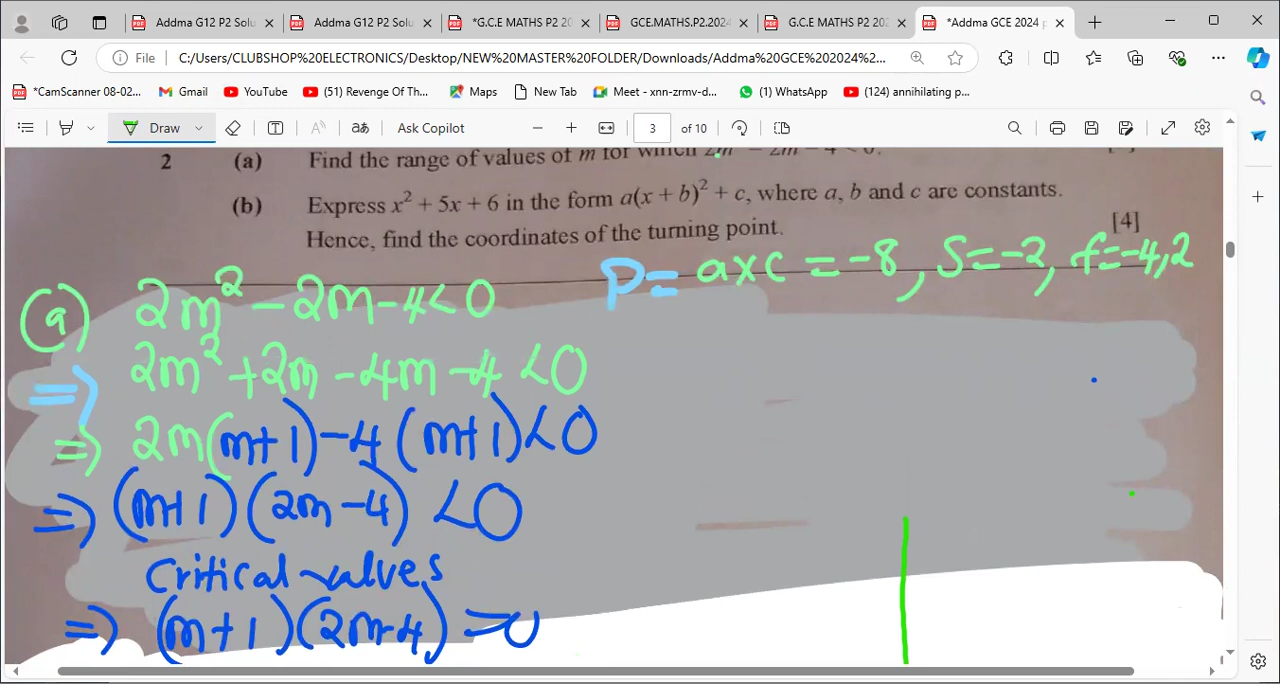 Addma G12 P2 Solu
Addma G12 P2 Solu
*G.C.E MATHS P2 20
GCE.MATHS.P2.2024
G.C.E MATHS P2 202
*Addma GCE 2024 p
File
C:/Users/CLUBSHOP%20ELECTRONICS/Desktop/NEW%20MASTER%20FOLDER/Downloads/Addma%20GCE%202024%2...
*CamScanner 08-02...
Gmail
YouTube
(51) Revenge Of Th...
Maps
New Tab
Meet - xnn-zrmv-d...
(1) WhatsApp
(124) annihilating p...
Draw
Ask Copilot
3 of 10
2 (a) Find the range of values of m for which 2m² − 2m − 4 < 0.
(b) Express x² + 5x + 6 in the form a(x + b)² + c, where a, b and c are constants.
Hence, find the coordinates of the turning point. [4]
P= axc = -8, S=-2, f=-4,2
(a) 2m² - 2m - 4 < 0
=> 2m² + 2m - 4m - 4 < 0
=> 2m(m+1) - 4(m+1) < 0
=> (m+1)(2m-4) < 0
Critical values
=> (m+1)(2m-4) = 0